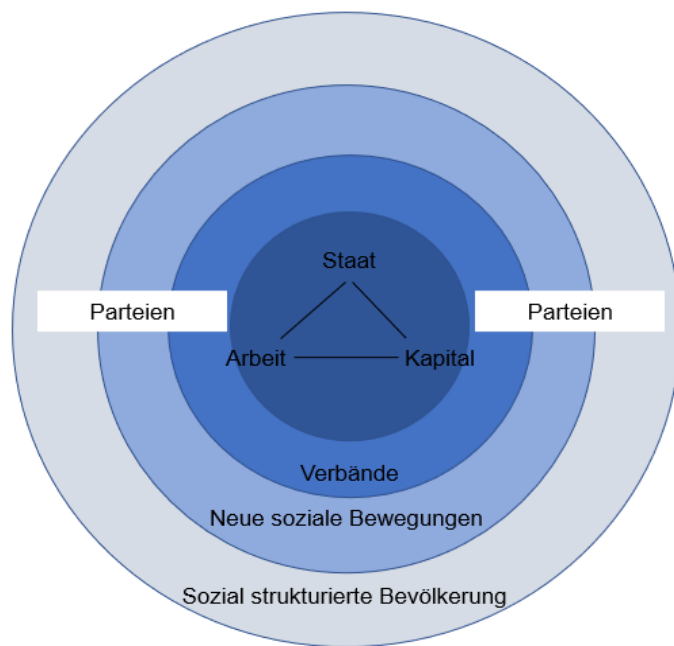 Staat
Parteien
Parteien
Arbeit
Kapital
Verbände
Neue soziale Bewegungen
Sozial strukturierte Bevölkerung